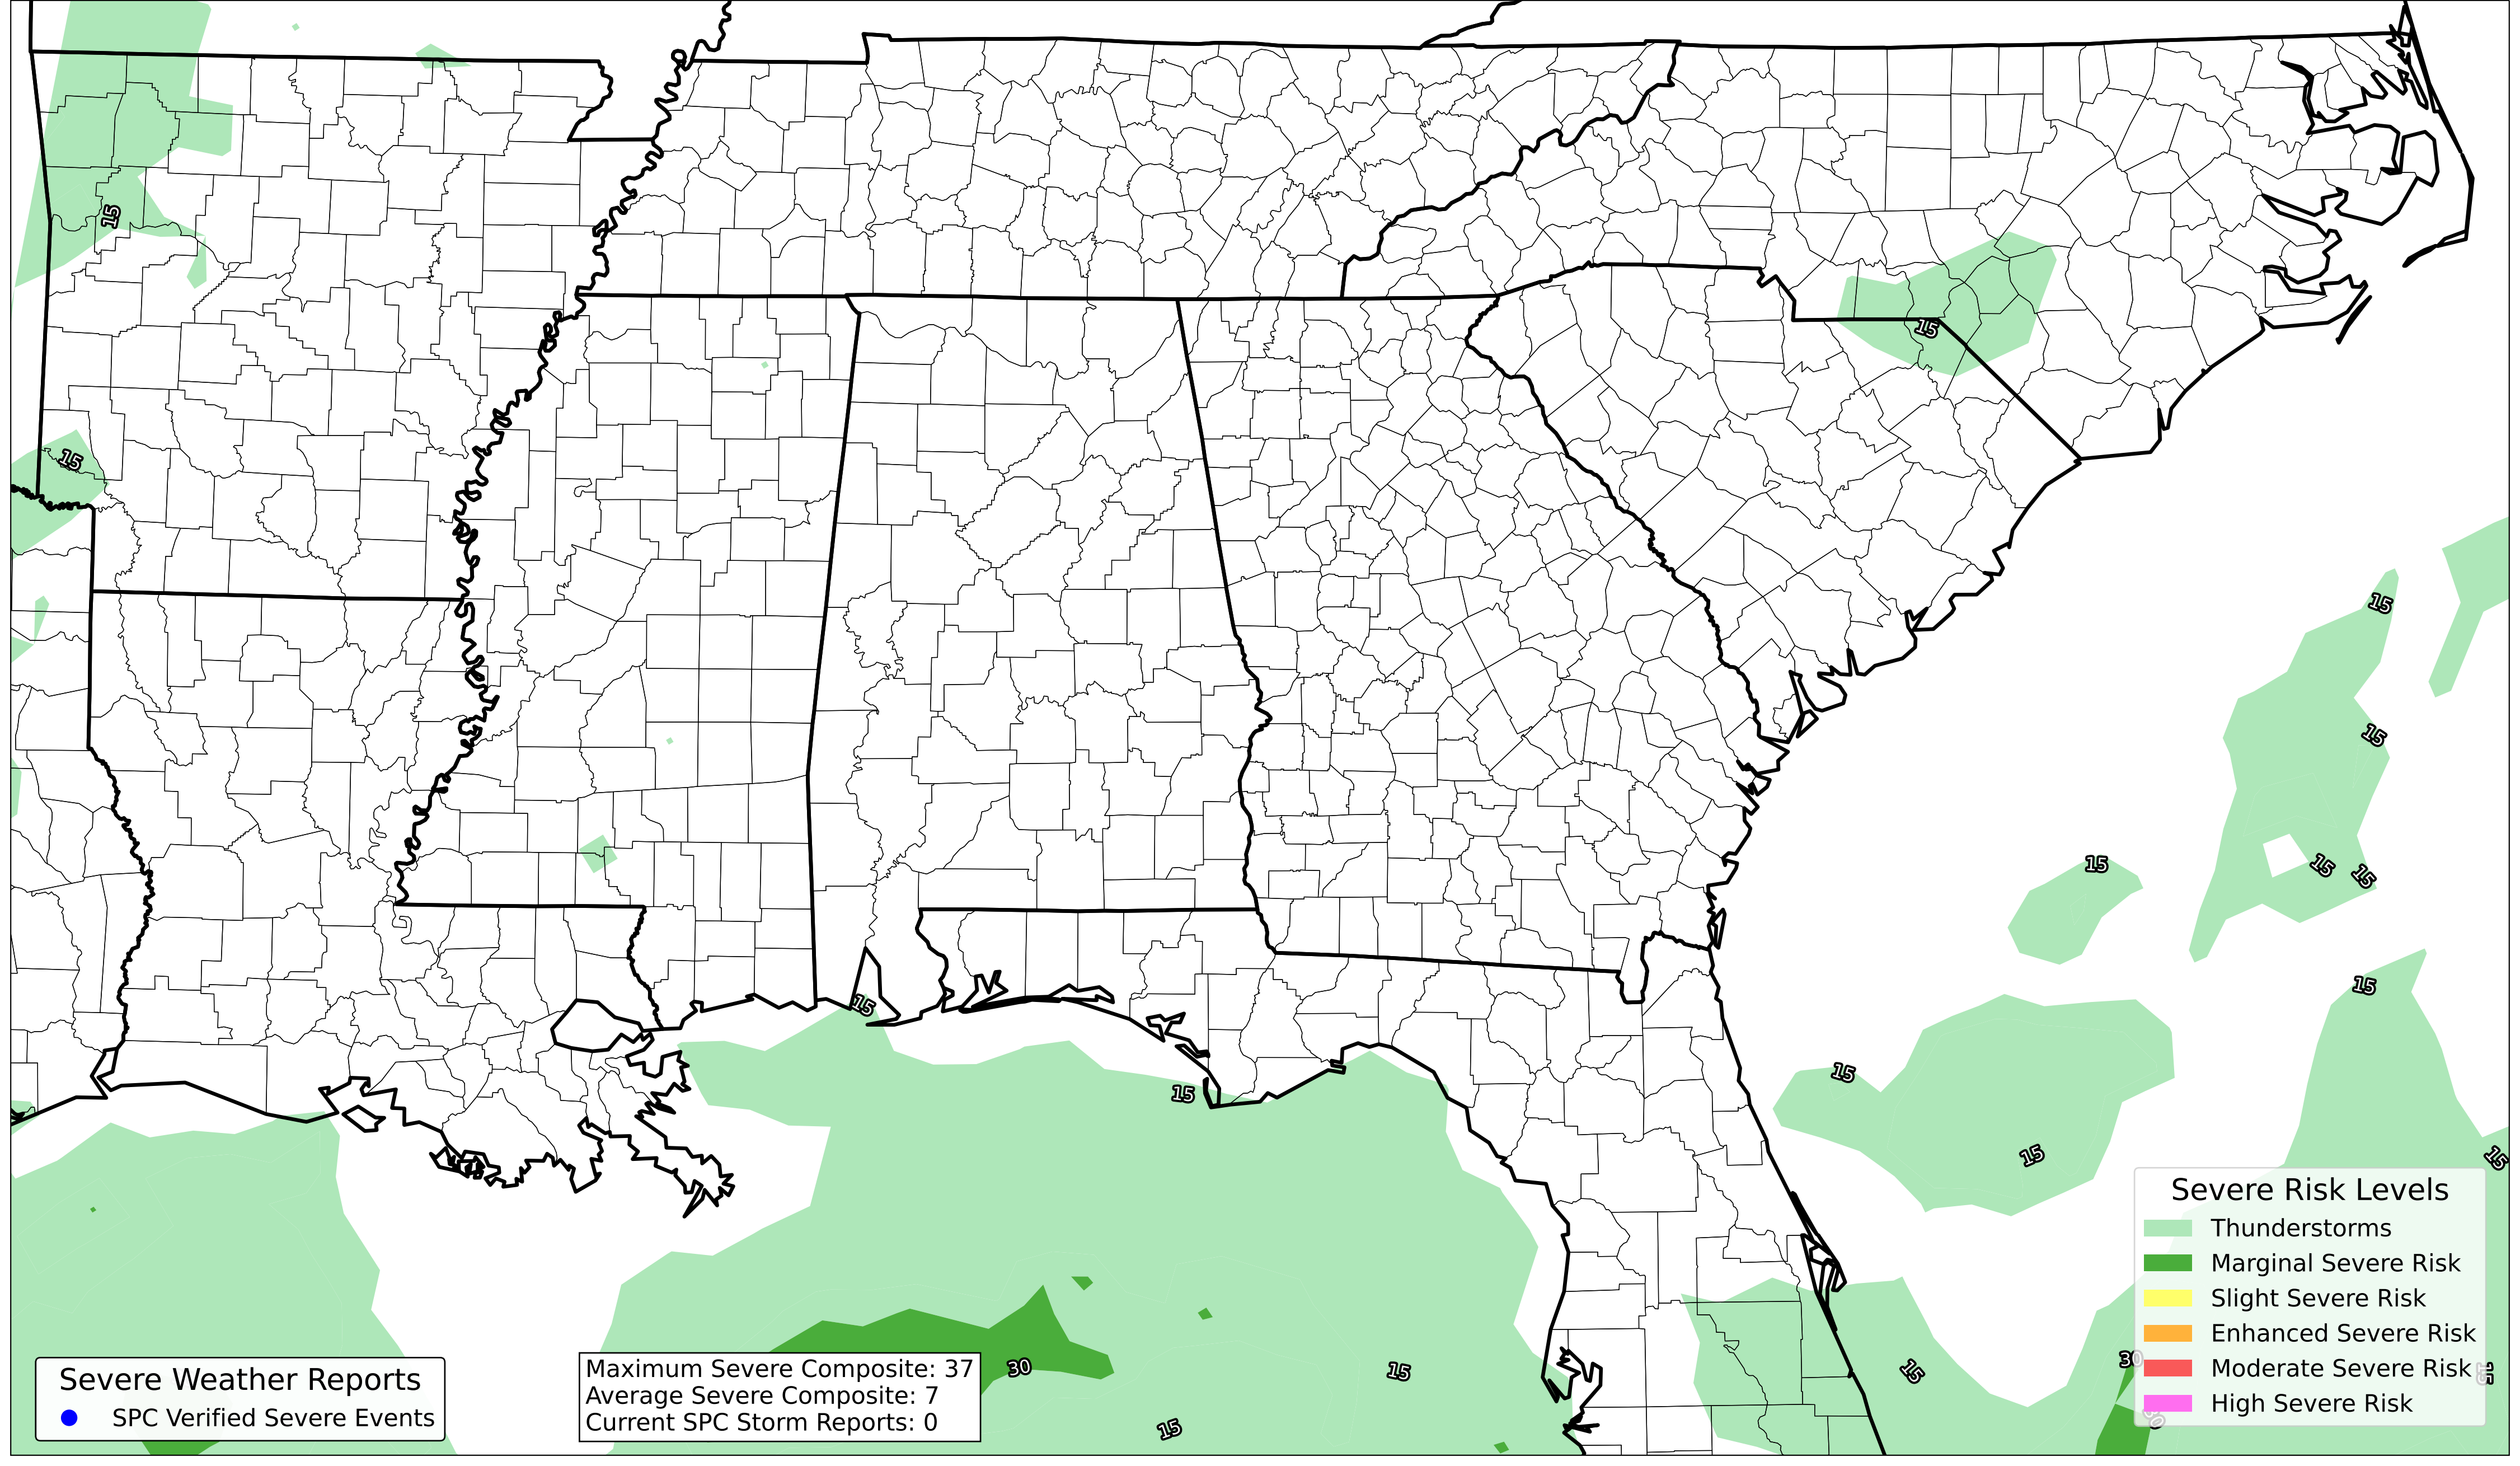 15
15
15
15
15
15
15
15
15
15
15
15
15
15
Severe Risk Levels
Thunderstorms
Marginal Severe Risk
Slight Severe Risk
Enhanced Severe Risk
Moderate Severe Risk
High Severe Risk
30
15
15
15
30
30
15
Severe Weather Reports
SPC Verified Severe Events
Maximum Severe Composite: 37
Average Severe Composite: 7
Current SPC Storm Reports: 0